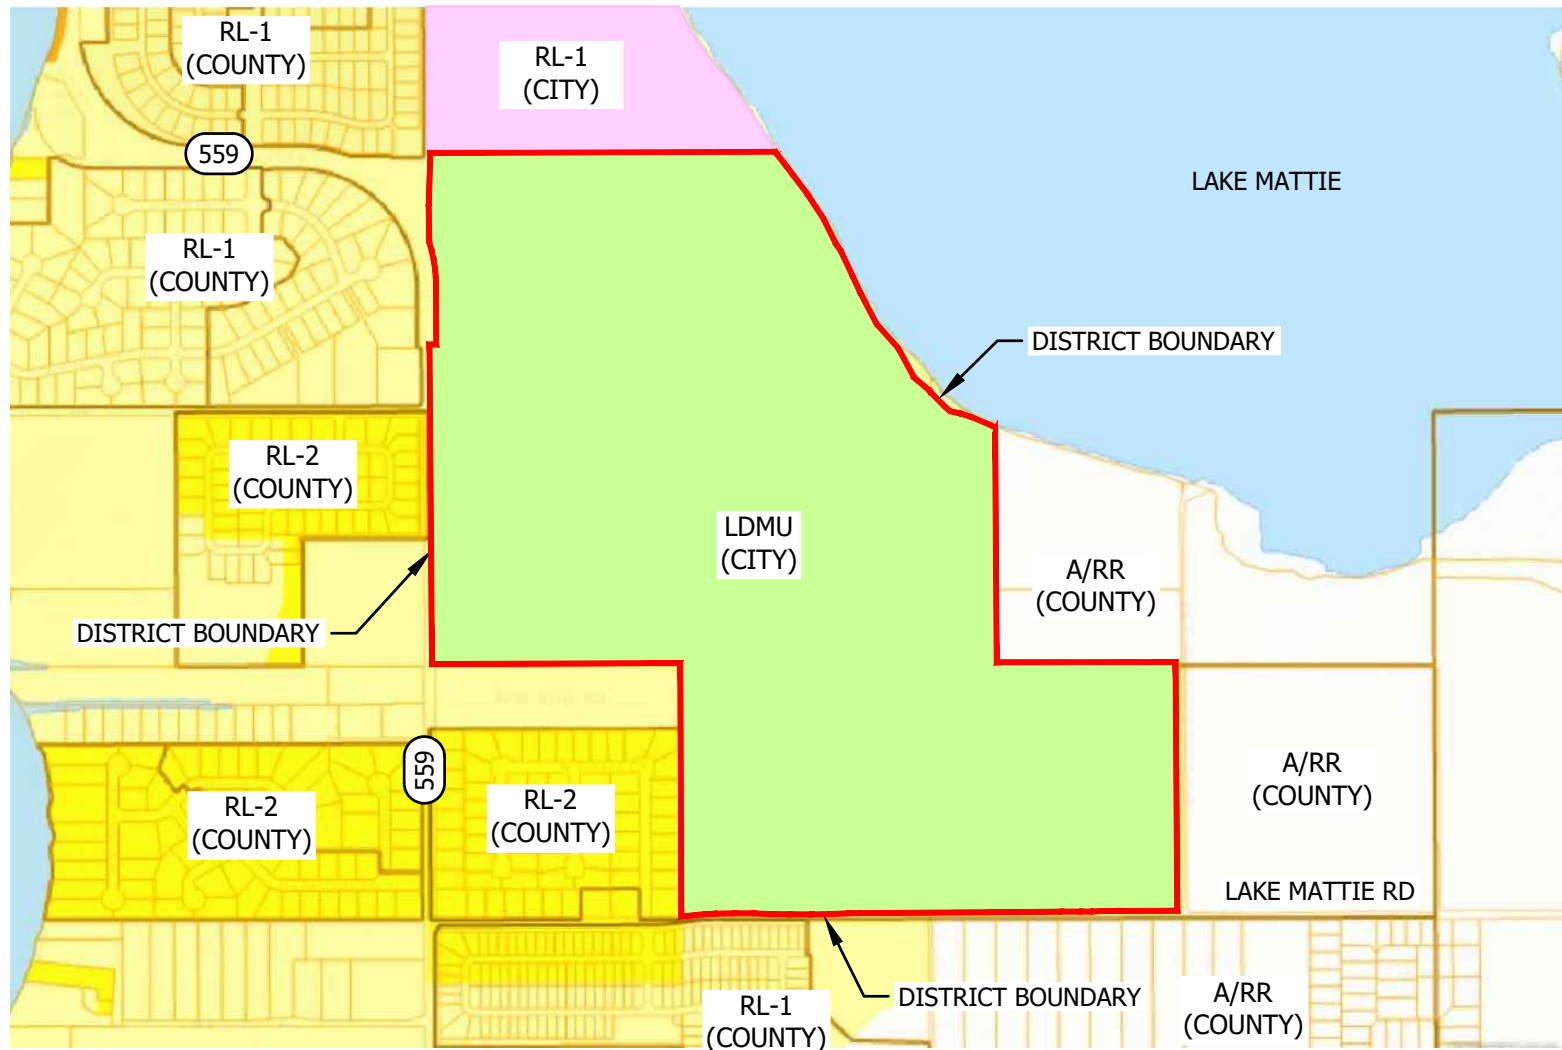 RL-1
(COUNTY)
RL-1
(CITY)
559
LAKE MATTIE
RL-1
(COUNTY)
DISTRICT BOUNDARY
RL-2
(COUNTY)
LDMU
(CITY)
A/RR
(COUNTY)
DISTRICT BOUNDARY
559
RL-2
(COUNTY)
RL-2
(COUNTY)
A/RR
(COUNTY)
LAKE MATTIE RD
DISTRICT BOUNDARY
RL-1
(COUNTY)
A/RR
(COUNTY)